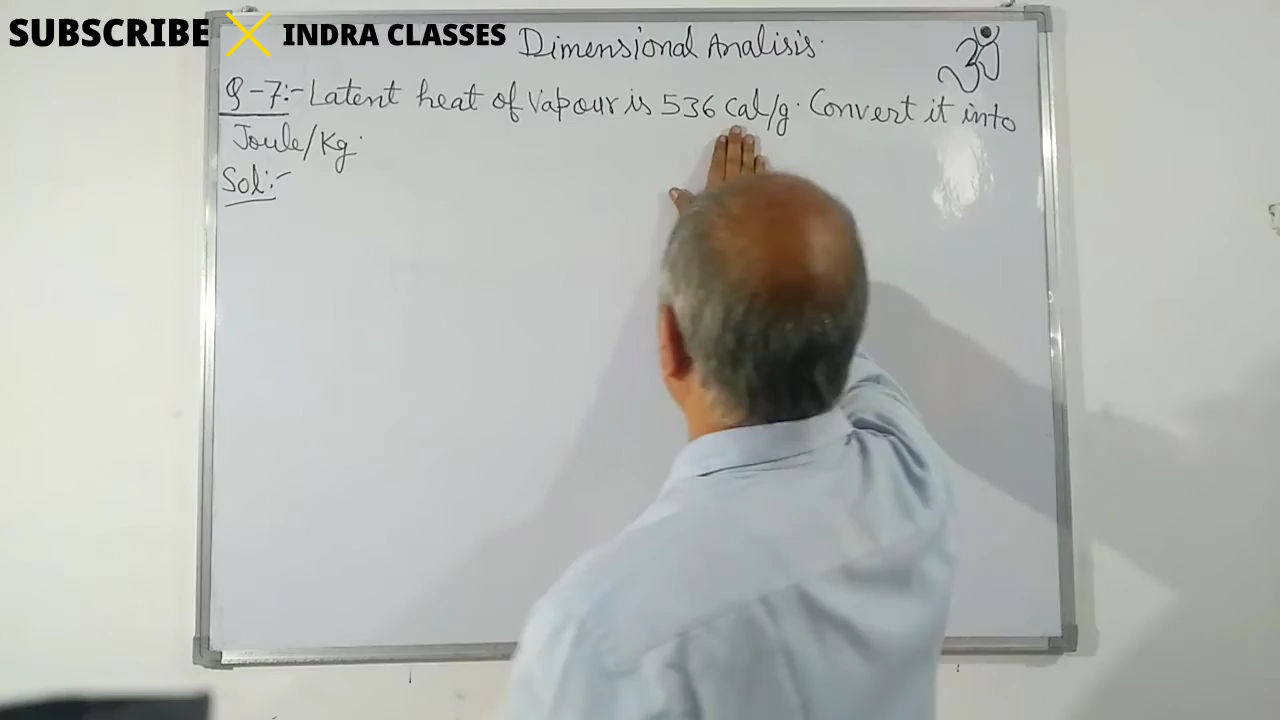 SUBSCRIBE INDRA CLASSES
Dimensional Analisis.
ॐ
Q-7:- Latent heat of Vapour is 536 Cal/g. Convert it into
Joule/Kg.
Sol:-